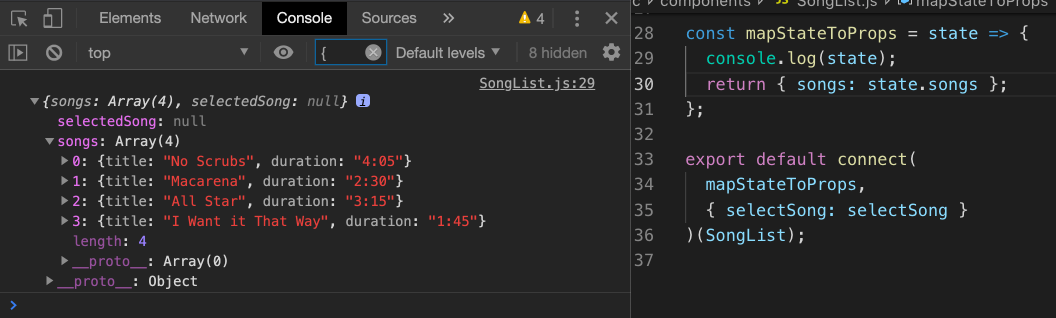 Elements Console Sources » 4
top { Default levels 8 hidden
SongList.js:29
{songs: Array(4), selectedSong: null} i
selectedSong: null
songs: Array(4)
0: {title: "No Scrubs", duration: "4:05"}
1: {title: "Macarena", duration: "2:30"}
2: {title: "All Star", duration: "3:15"}
3: {title: "I Want it That Way", duration: "1:45"}
length: 4
__proto__: Array(0)
__proto__: Object
c > components > JS SongList.js > mapStateToProps
28 const mapStateToProps = state => {
29 console.log(state);
30 return { songs: state.songs };
31 };
32
33 export default connect(
34 mapStateToProps,
35 { selectSong: selectSong }
36 )(SongList);
37